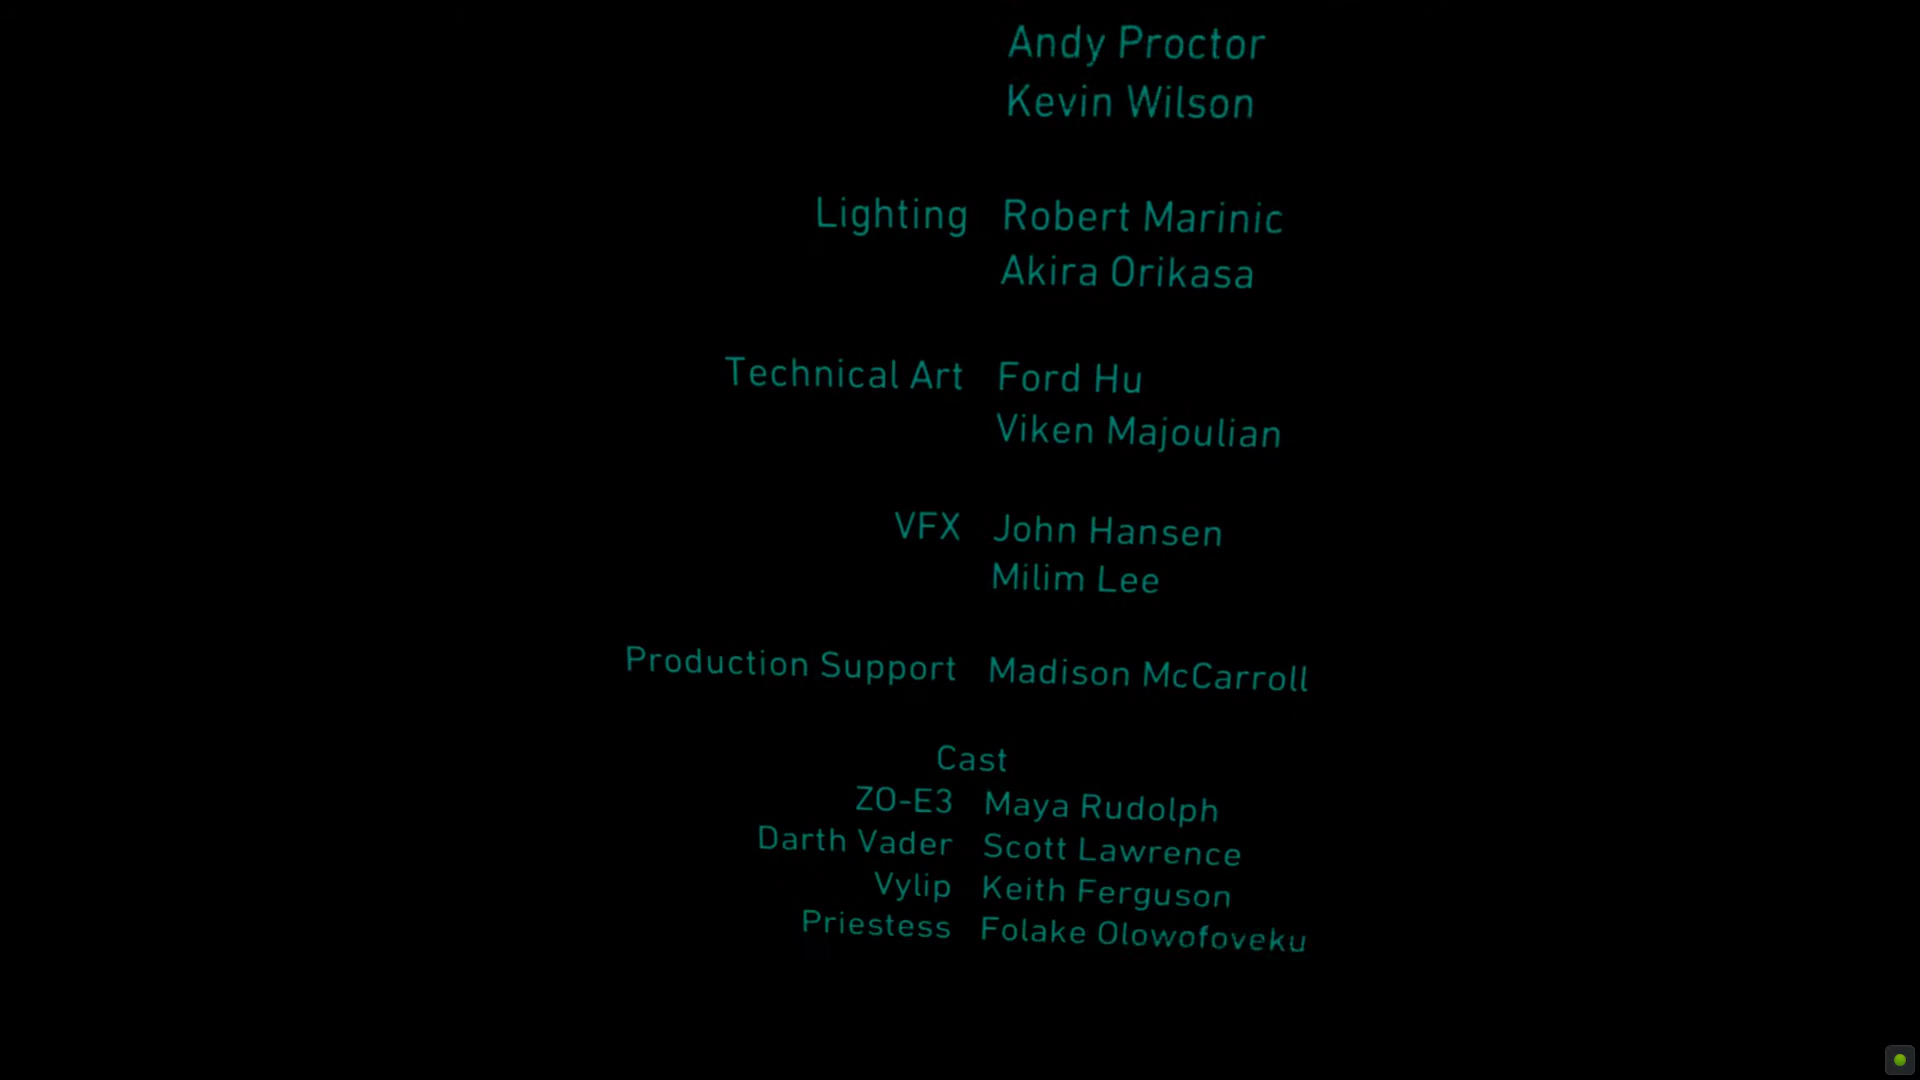 Andy Proctor
Kevin Wilson
Lighting Robert Marinic
Akira Orikasa
Technical Art Ford Hu
Viken Majoulian
VFX John Hansen
Milim Lee
Production Support Madison McCarroll
Cast
ZO-E3 Maya Rudolph
Darth Vader Scott Lawrence
Vylip Keith Ferguson
Priestess Folake Olowofoyeku